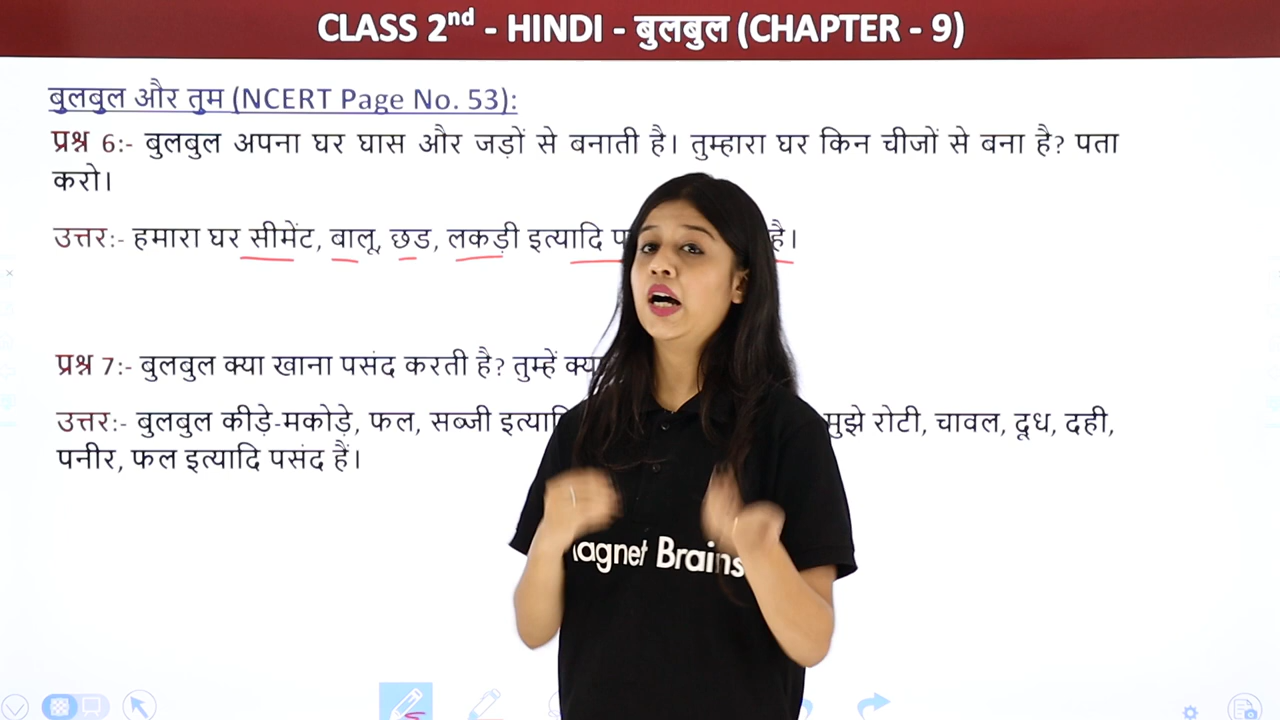 CLASS 2nd - HINDI - बुलबुल (CHAPTER - 9)
बुलबुल और तुम (NCERT Page No. 53):
प्रश्न 6:- बुलबुल अपना घर घास और जड़ों से बनाती है। तुम्हारा घर किन चीजों से बना है? पता
करो।
उत्तर:- हमारा घर सीमेंट, बालू, छड, लकड़ी इत्यादि है।
प्रश्न 7:- बुलबुल क्या खाना पसंद करती है? तुम्हें
उत्तर:- बुलबुल कीड़े-मकोड़े, फल, सब्जी मुझे रोटी, चावल, दूध, दही,
पनीर, फल इत्यादि पसंद हैं।
Brains